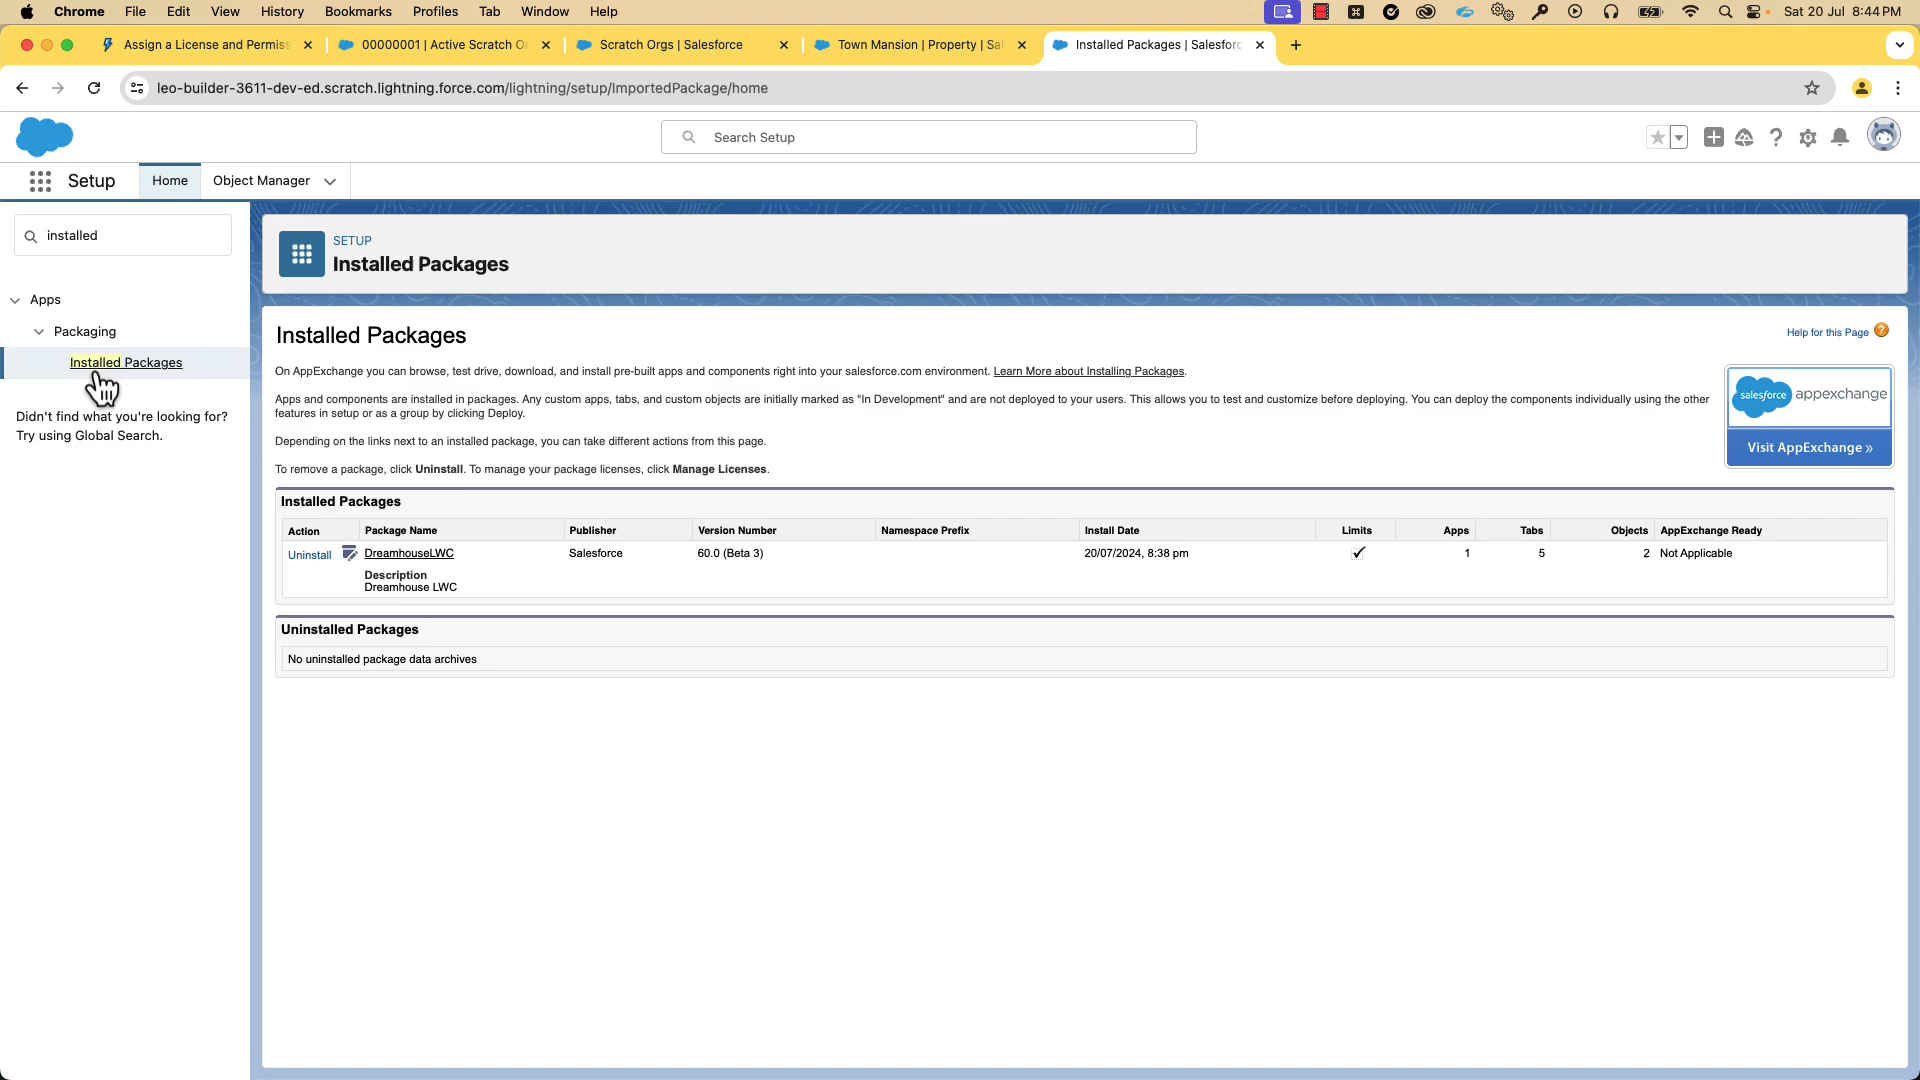 Chrome File Edit View History Bookmarks Profiles Tab Window Help Sat 20 Jul 8:44 PM
Assign a License and Permiss 00000001 | Active Scratch Or Scratch Orgs | Salesforce Town Mansion | Property | Sal Installed Packages | Salesforc
leo-builder-3611-dev-ed.scratch.lightning.force.com/lightning/setup/ImportedPackage/home
Search Setup
Setup Home Object Manager
installed
Apps
Packaging
Installed Packages
Didn't find what you're looking for?
Try using Global Search.
SETUP
Installed Packages
Installed Packages
Help for this Page ?
On AppExchange you can browse, test drive, download, and install pre-built apps and components right into your salesforce.com environment. Learn More about Installing Packages.
Apps and components are installed in packages. Any custom apps, tabs, and custom objects are initially marked as "In Development" and are not deployed to your users. This allows you to test and customize before deploying. You can deploy the components individually using the other
features in setup or as a group by clicking Deploy.
Depending on the links next to an installed package, you can take different actions from this page.
To remove a package, click Uninstall. To manage your package licenses, click Manage Licenses.
salesforce appexchange
Visit AppExchange »
Installed Packages
Action Package Name Publisher Version Number Namespace Prefix Install Date Limits Apps Tabs Objects AppExchange Ready
Uninstall DreamhouseLWC Salesforce 60.0 (Beta 3) 20/07/2024, 8:38 pm ✓ 1 5 2 Not Applicable
Description
Dreamhouse LWC
Uninstalled Packages
No uninstalled package data archives